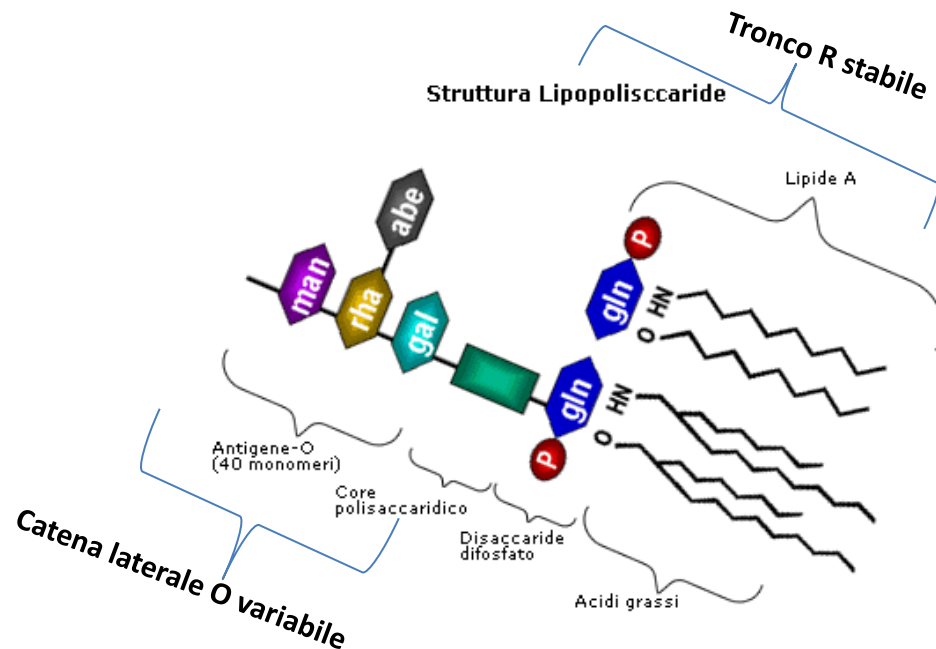 Tronco R stabile
Struttura Lipopolisccaride
Lipide A
abe
man
rha
gal
P
gln
HN
O
gln
HN
O
P
Antigene-O
(40 monomeri)
Core
polisaccaridico
Disaccaride
difosfato
Acidi grassi
Catena laterale O variabile